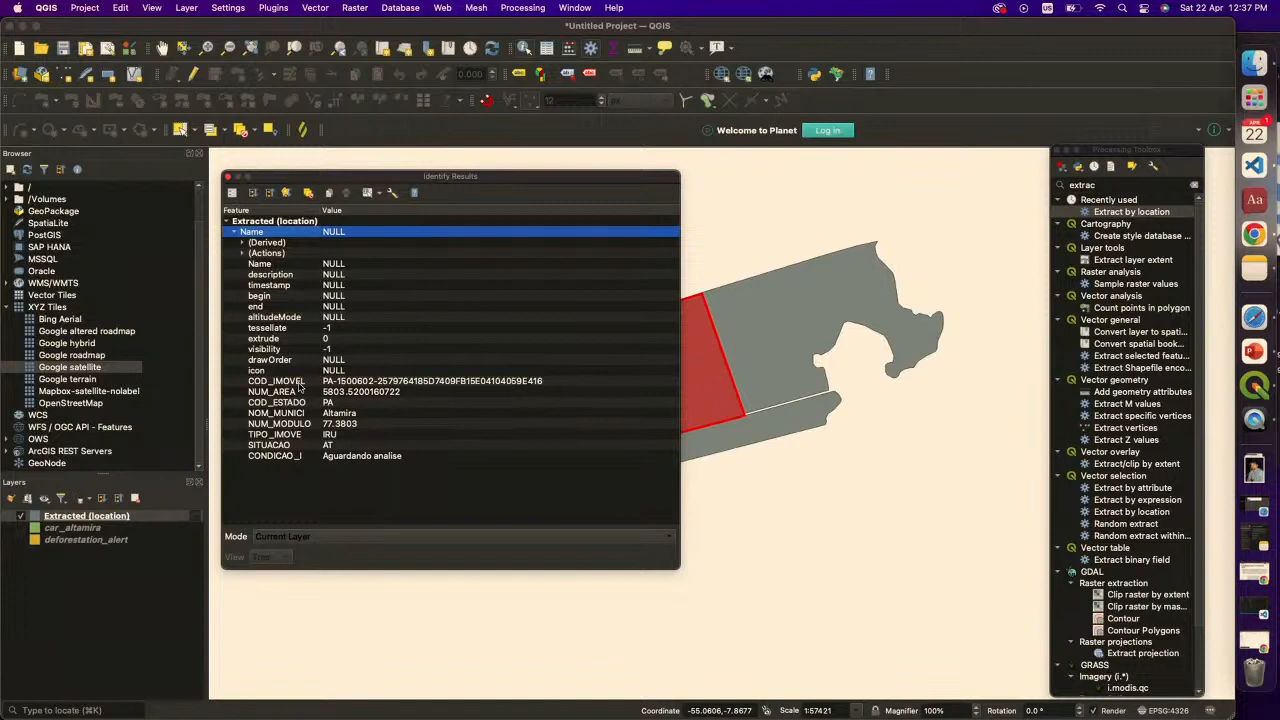 QGIS Project Edit View Layer Settings Plugins Vector Raster Database Web Mesh Processing Window Help
Sat 22 Apr 12:37 PM
*Untitled Project — QGIS
0.000
12 px
Welcome to Planet
Log in
Browser
/
/Volumes
GeoPackage
SpatiaLite
PostGIS
SAP HANA
MSSQL
Oracle
WMS/WMTS
Vector Tiles
XYZ Tiles
Bing Aerial
Google altered roadmap
Google hybrid
Google roadmap
Google satellite
Google terrain
Mapbox-satellite-nolabel
OpenStreetMap
WCS
WFS / OGC API - Features
OWS
ArcGIS REST Servers
GeoNode
Layers
Extracted (location)
car_altamira
deforestation_alert
Identify Results
Feature Value
Extracted (location)
Name NULL
(Derived)
(Actions)
Name NULL
description NULL
timestamp NULL
begin NULL
end NULL
altitudeMode NULL
tessellate -1
extrude 0
visibility -1
drawOrder NULL
icon NULL
COD_IMOVEL PA-1500602-2579764185D7409FB15E04104059E416
NUM_AREA 5803.5200160722
COD_ESTADO PA
NOM_MUNICI Altamira
NUM_MODULO 77.3803
TIPO_IMOVE IRU
SITUACAO AT
CONDICAO_I Aguardando analise
Mode Current Layer
View Tree
Processing Toolbox
extrac
Recently used
Extract by location
Cartography
Create style database ...
Layer tools
Extract layer extent
Raster analysis
Sample raster values
Vector analysis
Count points in polygon
Vector general
Convert layer to spati...
Convert spatial book...
Extract selected featu...
Extract Shapefile enco...
Vector geometry
Extract M values
Extract specific vertices
Extract vertices
Extract Z values
Vector overlay
Extract/clip by extent
Vector selection
Extract by attribute
Extract by expression
Extract by location
Random extract
Random extract within...
Vector table
Extract binary field
GDAL
Raster extraction
Clip raster by extent
Clip raster by mas...
Contour
Contour Polygons
Raster projections
Extract projection
GRASS
Imagery (i.*)
i.modis.qc
APR
22
1
Aa
Type to locate (⌘K)
Coordinate -55.0606,-7.8677
Scale 1:57421
Magnifier 100%
Rotation 0.0 °
Render
EPSG:4326